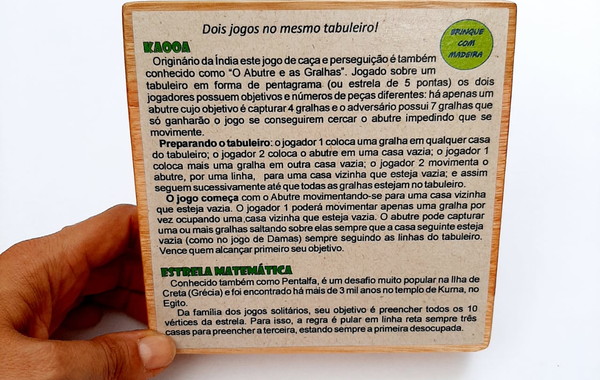 Dois jogos no mesmo tabuleiro!
BRINQUE
COM
MADEIRA
KAOOA
Originário da Índia este jogo de caça e perseguição é também
conhecido como "O Abutre e as Gralhas". Jogado sobre um
tabuleiro em forma de pentagrama (ou estrela de 5 pontas) os dois
jogadores possuem objetivos e números de peças diferentes: há apenas um
abutre cujo objetivo é capturar 4 gralhas e o adversário possui 7 gralhas que
só ganharão o jogo se conseguirem cercar o abutre impedindo que se
movimente.
Preparando o tabuleiro: o jogador 1 coloca uma gralha em qualquer casa
do tabuleiro; o jogador 2 coloca o abutre em uma casa vazia; o jogador 1
coloca mais uma gralha em outra casa vazia; o jogador 2 movimenta o
abutre, por uma linha, para uma casa vizinha que esteja vazia; e assim
seguem sucessivamente até que todas as gralhas estejam no tabuleiro.
O jogo começa com o Abutre movimentando-se para uma casa vizinha
que esteja vazia. O jogador 1 poderá movimentar apenas uma gralha por
vez ocupando uma casa vizinha que esteja vazia. O abutre pode capturar
uma ou mais gralhas saltando sobre elas sempre que a casa seguinte esteja
vazia (como no jogo de Damas) sempre seguindo as linhas do tabuleiro.
Vence quem alcançar primeiro seu objetivo.
ESTRELA MATEMÁTICA
Conhecido também como Pentalfa, é um desafio muito popular na Ilha de
Creta (Grécia) e foi encontrado há mais de 3 mil anos no templo de Kurna, no
Egito.
Da família dos jogos solitários, seu objetivo é preencher todos os 10
vértices da estrela. Para isso, a regra é pular em linha reta sempre três
casas para preencher a terceira, estando sempre a primeira desocupada.